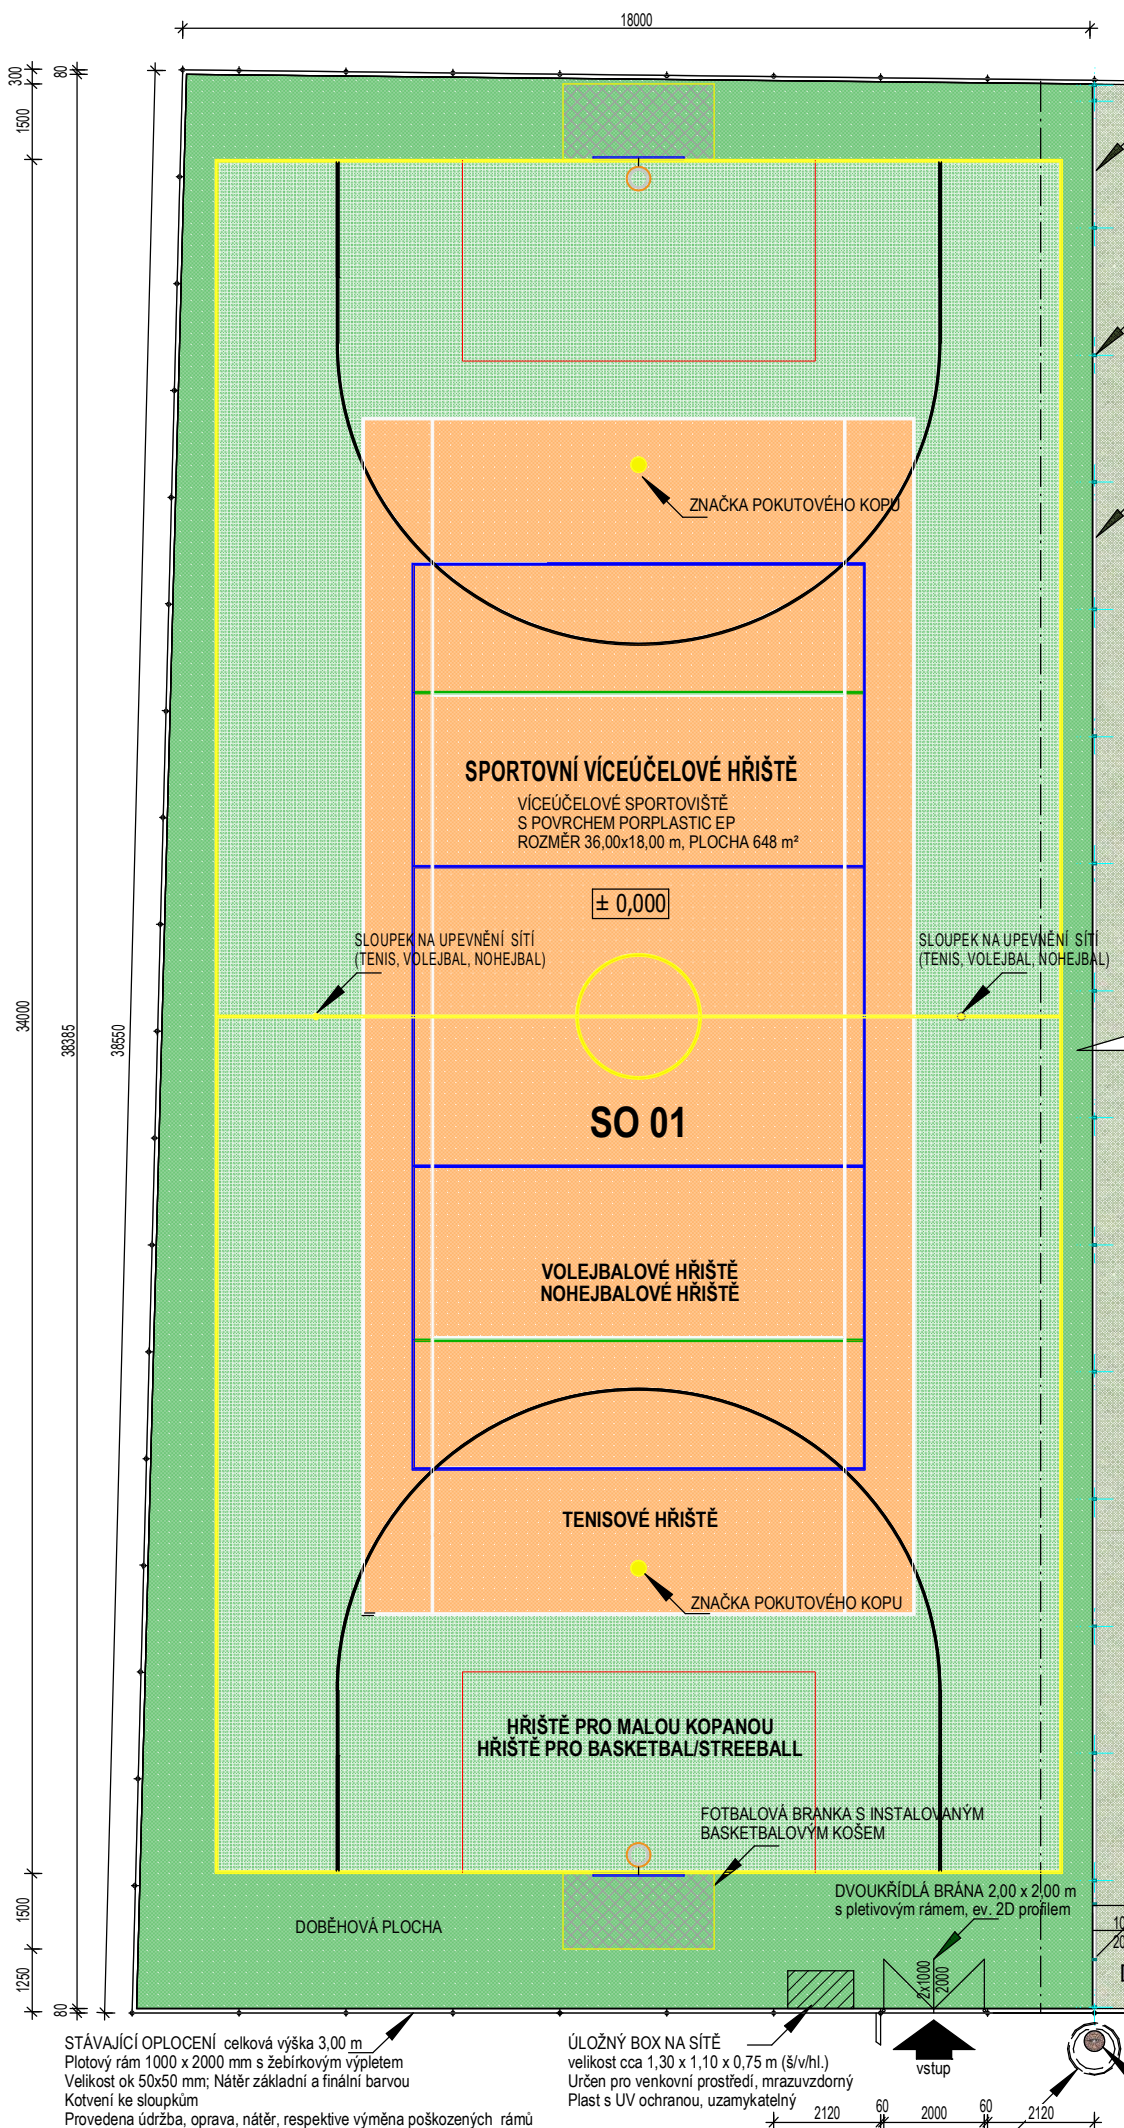 18000
300
80
1500
ZNAČKA POKUTOVÉHO KOPU
SPORTOVNÍ VÍCEÚČELOVÉ HŘIŠTĚ
VÍCEÚČELOVÉ SPORTOVIŠTĚ
S POVRCHEM PORPLASTIC EP
ROZMĚR 36,00x18,00 m, PLOCHA 648 m²
± 0,000
SLOUPEK NA UPEVNĚNÍ SÍTÍ
(TENIS, VOLEJBAL, NOHEJBAL)
SLOUPEK NA UPEVNĚNÍ SÍTÍ
(TENIS, VOLEJBAL, NOHEJBAL)
34000
38385
38550
SO 01
VOLEJBALOVÉ HŘIŠTĚ
NOHEJBALOVÉ HŘIŠTĚ
TENISOVÉ HŘIŠTĚ
ZNAČKA POKUTOVÉHO KOPU
HŘIŠTĚ PRO MALOU KOPANOU
HŘIŠTĚ PRO BASKETBAL/STREEBALL
FOTBALOVÁ BRANKA S INSTALOVANÝM
BASKETBALOVÝM KOŠEM
DVOUKŘÍDLÁ BRÁNA 2,00 x 2,00 m
s pletivovým rámem, ev. 2D profilem
DOBĚHOVÁ PLOCHA
1500
1250
80
2x1000
2000
STÁVAJÍCÍ OPLOCENÍ celková výška 3,00 m
Plotový rám 1000 x 2000 mm s žebírkovým výpletem
Velikost ok 50x50 mm; Nátěr základní a finální barvou
Kotvení ke sloupkům
Provedena údržba, oprava, nátěr, respektive výměna poškozených rámů
ÚLOŽNÝ BOX NA SÍTĚ
velikost cca 1,30 x 1,10 x 0,75 m (š/v/hl.)
Určen pro venkovní prostředí, mrazuvzdorný
Plast s UV ochranou, uzamykatelný
vstup
2120
60
2000
60
2120